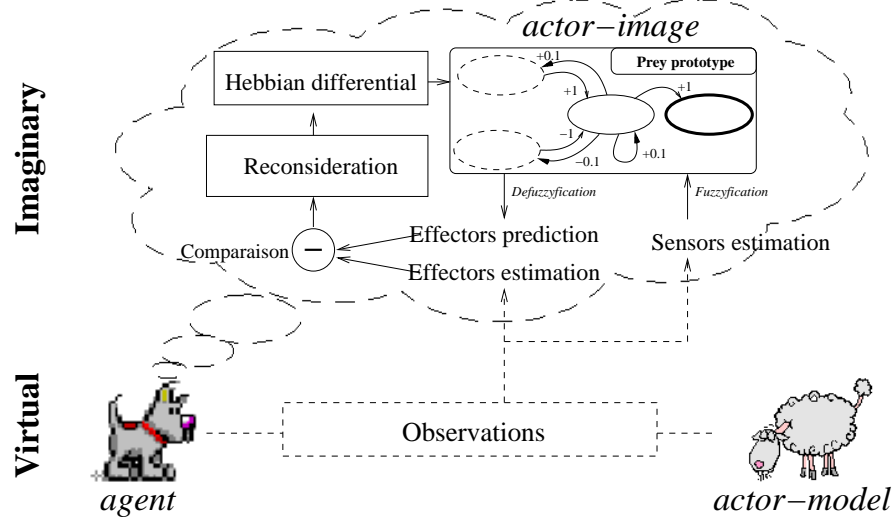 actor-image
Prey prototype
Hebbian differential
+0.1
+1
+1
-1
-0.1
+0.1
Reconsideration
Defuzzyfication
Fuzzyfication
Imaginary
Comparaison
−
Effectors prediction
Sensors estimation
Effectors estimation
Virtual
Observations
agent
actor-model